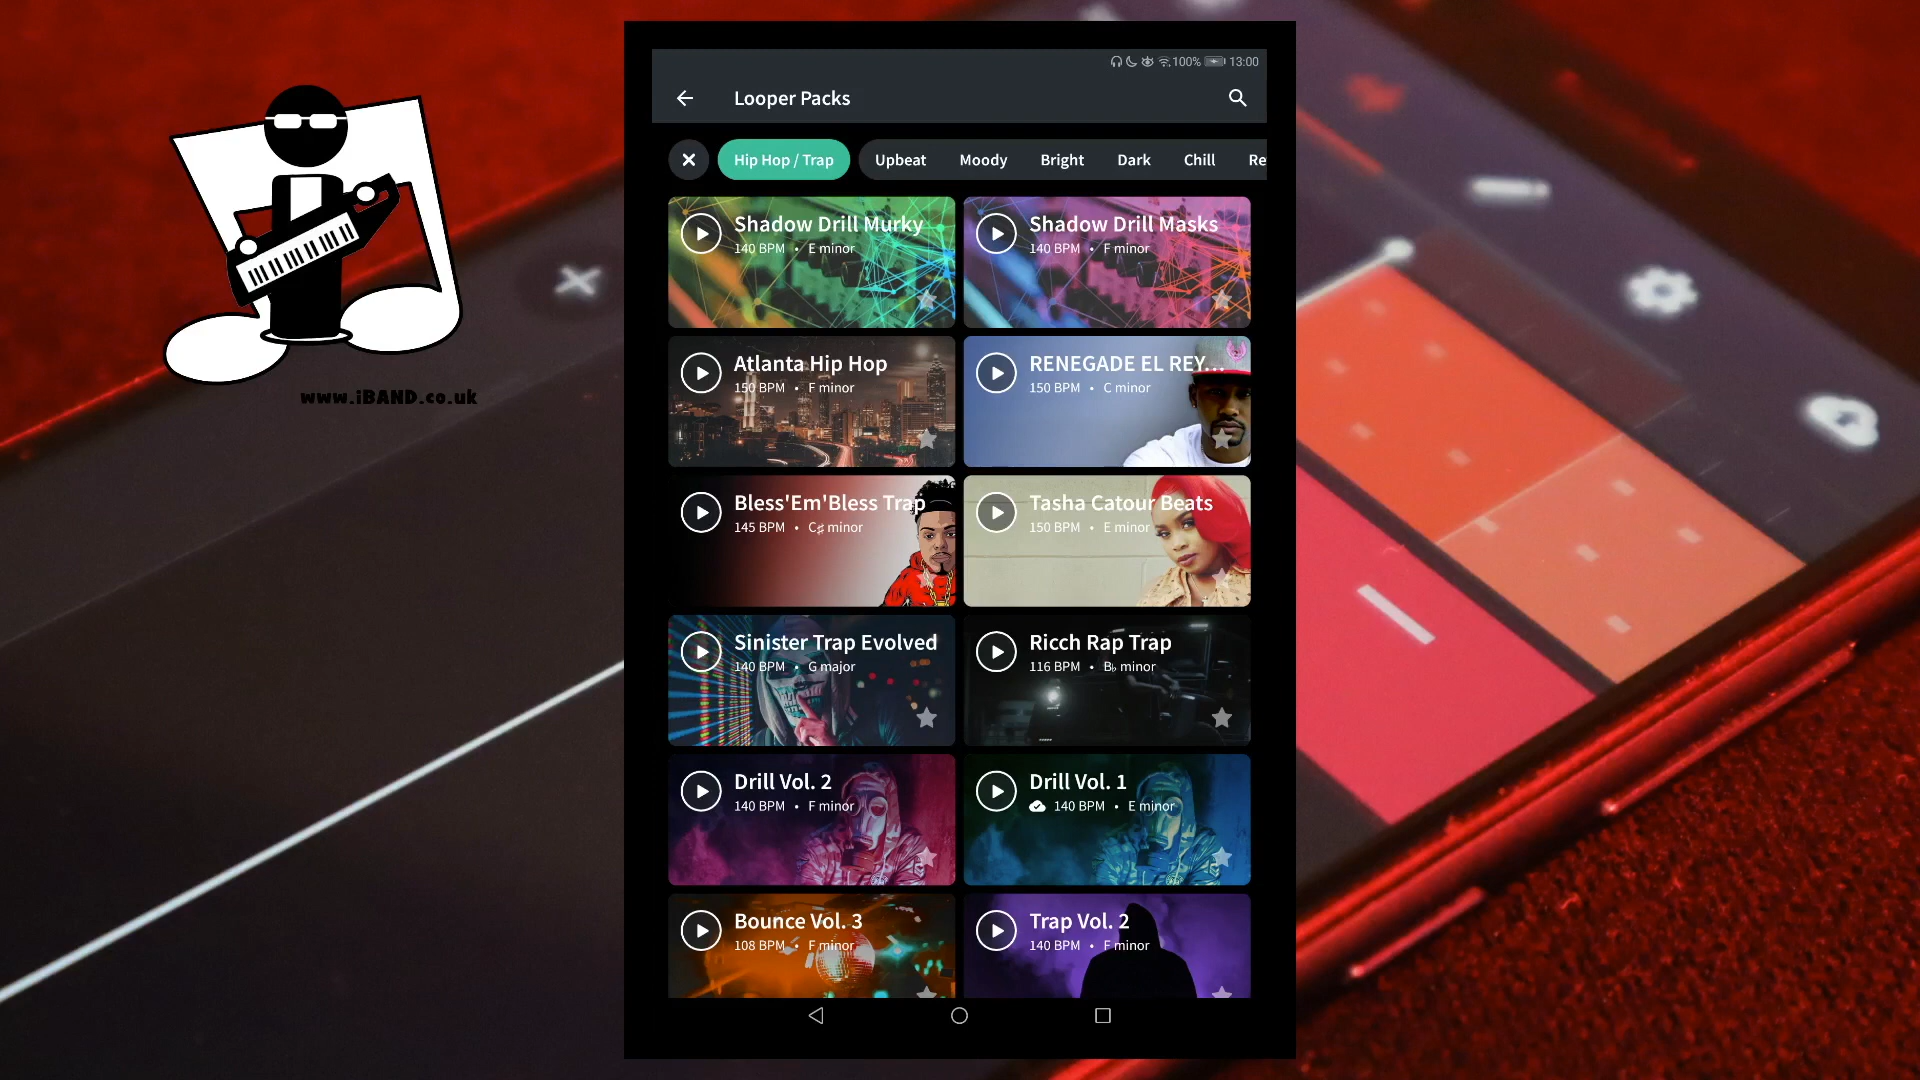 www.iBAND.co.uk
100% 13:00
Looper Packs
Hip Hop / Trap Upbeat Moody Bright Dark Chill Re
Shadow Drill Murky
140 BPM • E minor
Shadow Drill Masks
140 BPM • F minor
Atlanta Hip Hop
150 BPM • F minor
RENEGADE EL REY...
150 BPM • C minor
Bless'Em'Bless Trap
145 BPM • C♯ minor
Tasha Catour Beats
150 BPM • E minor
Sinister Trap Evolved
140 BPM • G major
Ricch Rap Trap
116 BPM • B♭ minor
Drill Vol. 2
140 BPM • F minor
Drill Vol. 1
140 BPM • E minor
Bounce Vol. 3
108 BPM • F minor
Trap Vol. 2
140 BPM • F minor